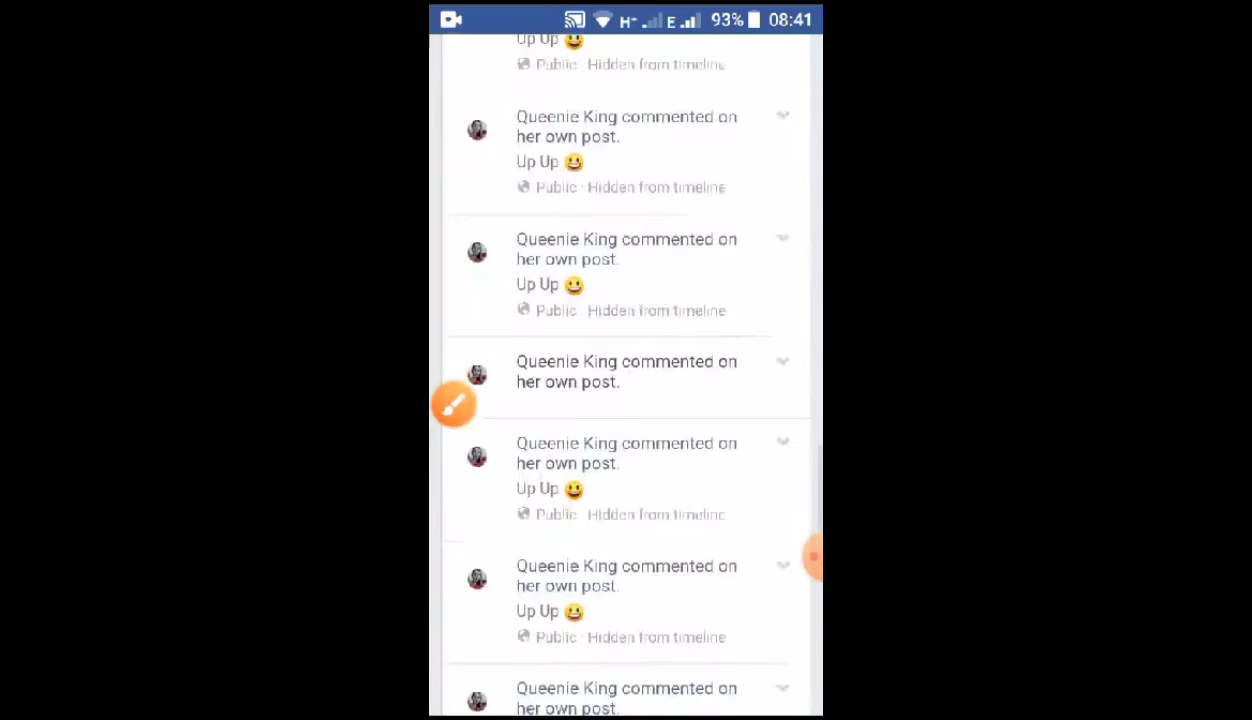 H+ E 93% 08:41
Up Up 😃
Public · Hidden from timeline
Queenie King commented on
her own post.
Up Up 😃
Public · Hidden from timeline
Queenie King commented on
her own post.
Up Up 😃
Public · Hidden from timeline
Queenie King commented on
her own post.
Queenie King commented on
her own post.
Up Up 😃
Public · Hidden from timeline
Queenie King commented on
her own post.
Up Up 😃
Public · Hidden from timeline
Queenie King commented on
her own post.